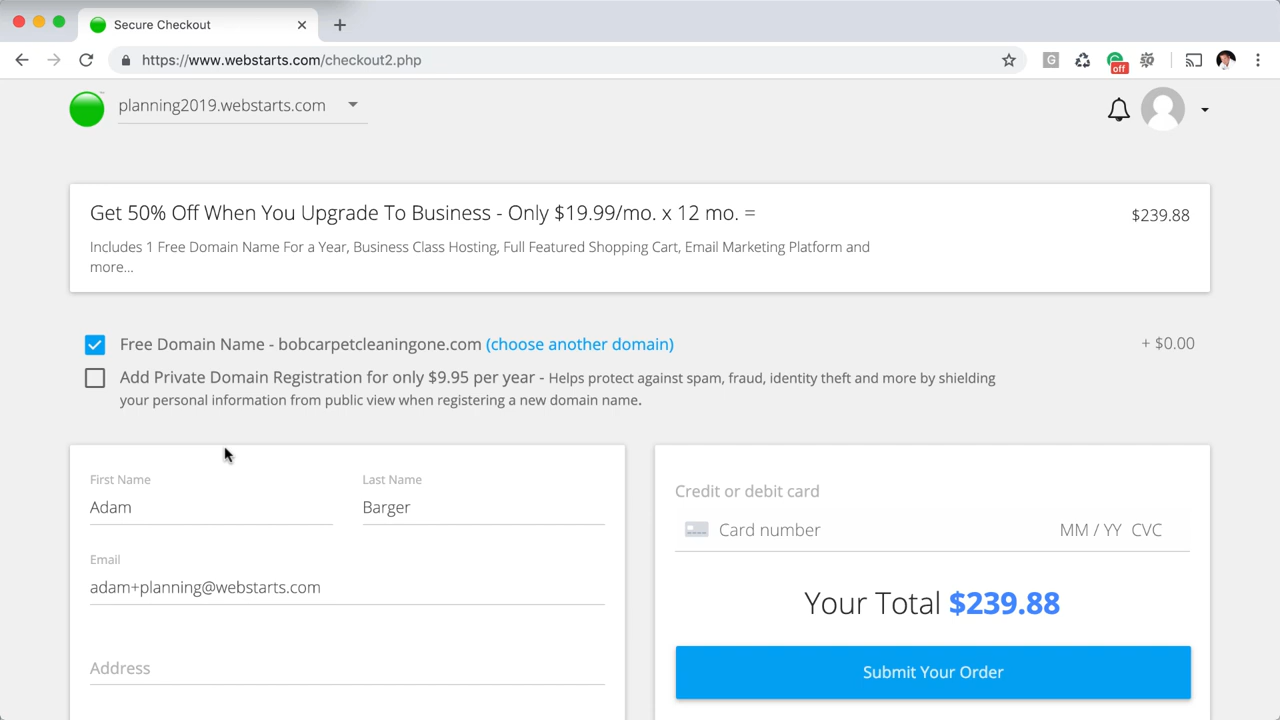 Secure Checkout
https://www.webstarts.com/checkout2.php
G
off
planning2019.webstarts.com
Get 50% Off When You Upgrade To Business - Only $19.99/mo. x 12 mo. =
$239.88
Includes 1 Free Domain Name For a Year, Business Class Hosting, Full Featured Shopping Cart, Email Marketing Platform and
more...
Free Domain Name - bobcarpetcleaningone.com (choose another domain)
+ $0.00
Add Private Domain Registration for only $9.95 per year - Helps protect against spam, fraud, identity theft and more by shielding
your personal information from public view when registering a new domain name.
First Name
Last Name
Adam
Barger
Email
adam+planning@webstarts.com
Address
Credit or debit card
Card number MM / YY CVC
Your Total $239.88
Submit Your Order